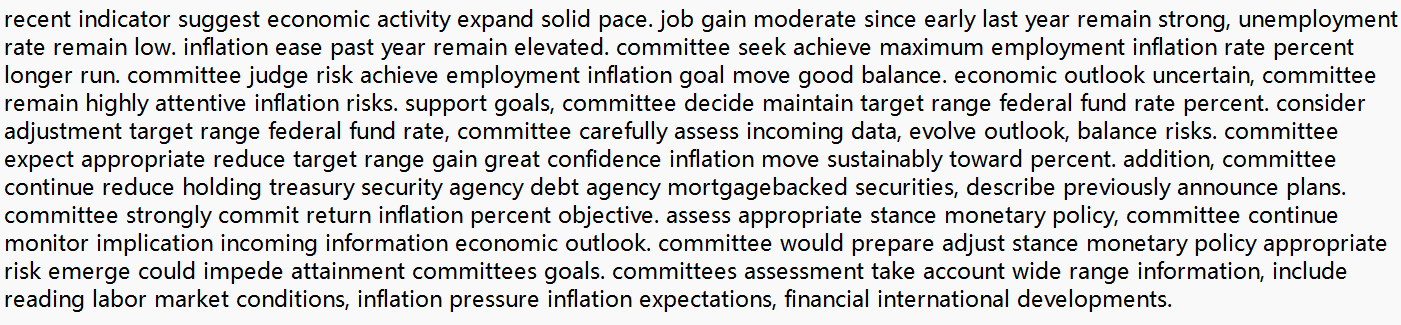 recent indicator suggest economic activity expand solid pace. job gain moderate since early last year remain strong, unemployment
rate remain low. inflation ease past year remain elevated. committee seek achieve maximum employment inflation rate percent
longer run. committee judge risk achieve employment inflation goal move good balance. economic outlook uncertain, committee
remain highly attentive inflation risks. support goals, committee decide maintain target range federal fund rate percent. consider
adjustment target range federal fund rate, committee carefully assess incoming data, evolve outlook, balance risks. committee
expect appropriate reduce target range gain great confidence inflation move sustainably toward percent. addition, committee
continue reduce holding treasury security agency debt agency mortgagebacked securities, describe previously announce plans.
committee strongly commit return inflation percent objective. assess appropriate stance monetary policy, committee continue
monitor implication incoming information economic outlook. committee would prepare adjust stance monetary policy appropriate
risk emerge could impede attainment committees goals. committees assessment take account wide range information, include
reading labor market conditions, inflation pressure inflation expectations, financial international developments.